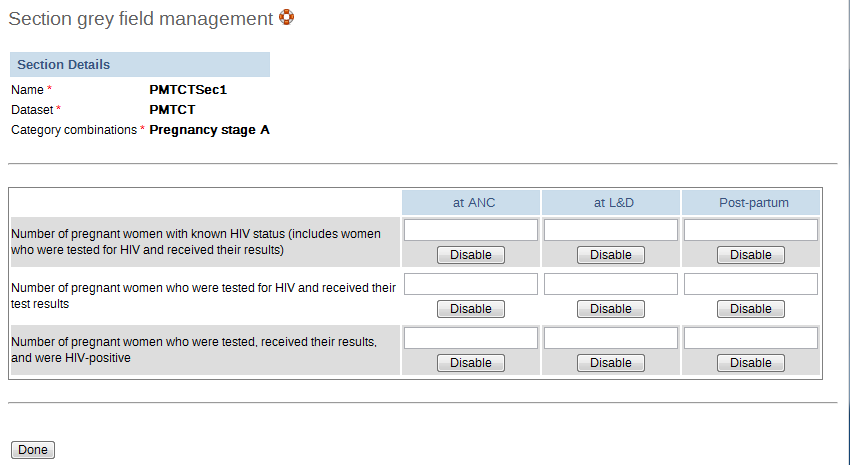 Section grey field management
Section Details
Name * PMTCTSec1
Dataset * PMTCT
Category combinations * Pregnancy stage A
at ANC at L&D Post-partum
Number of pregnant women with known HIV status (includes women
who were tested for HIV and received their results)
Disable Disable Disable
Number of pregnant women who were tested for HIV and received their
test results
Disable Disable Disable
Number of pregnant women who were tested, received their results,
and were HIV-positive
Disable Disable Disable
Done